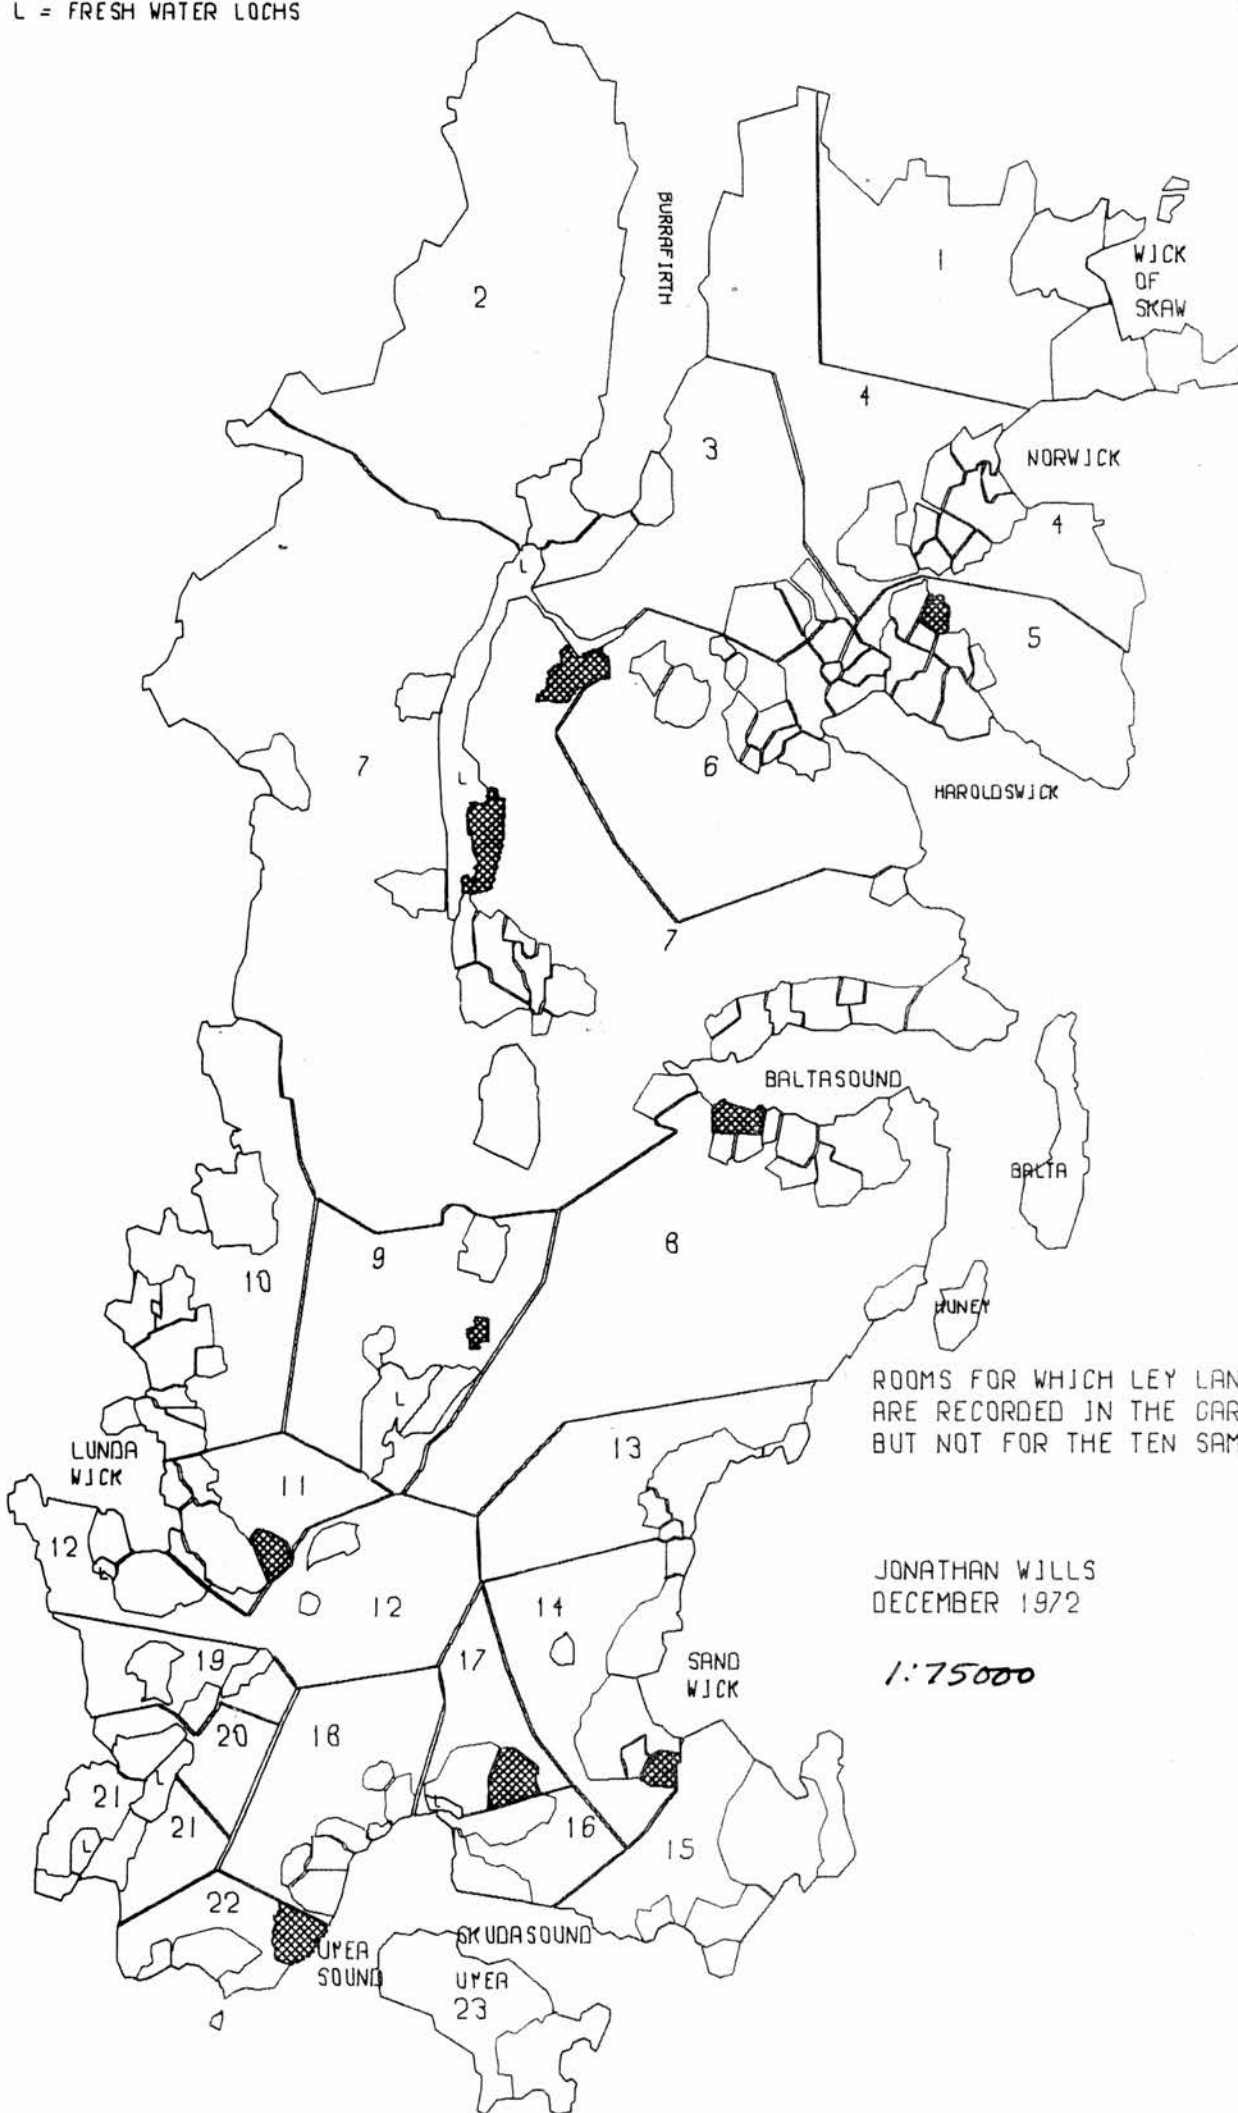 L = FRESH WATER LOCHS
BURRAFIRTH
WICK
OF
SKAW
1
2
3
4
NORWICK
4
5
L
6
7
L
HAROLDSWICK
7
BALTASOUND
BALTA
8
9
10
HUNEY
L
ROOMS FOR WHICH LEY LAN
ARE RECORDED IN THE GAR
BUT NOT FOR THE TEN SAM
LUNDA
WICK
11
13
12
L
12
14
JONATHAN WILLS
DECEMBER 1972
17
19
SAND
WICK
1:75000
20
18
L
21
21
L
L
16
15
22
UYEA
SOUND
SKUDASOUND
UYEA
23